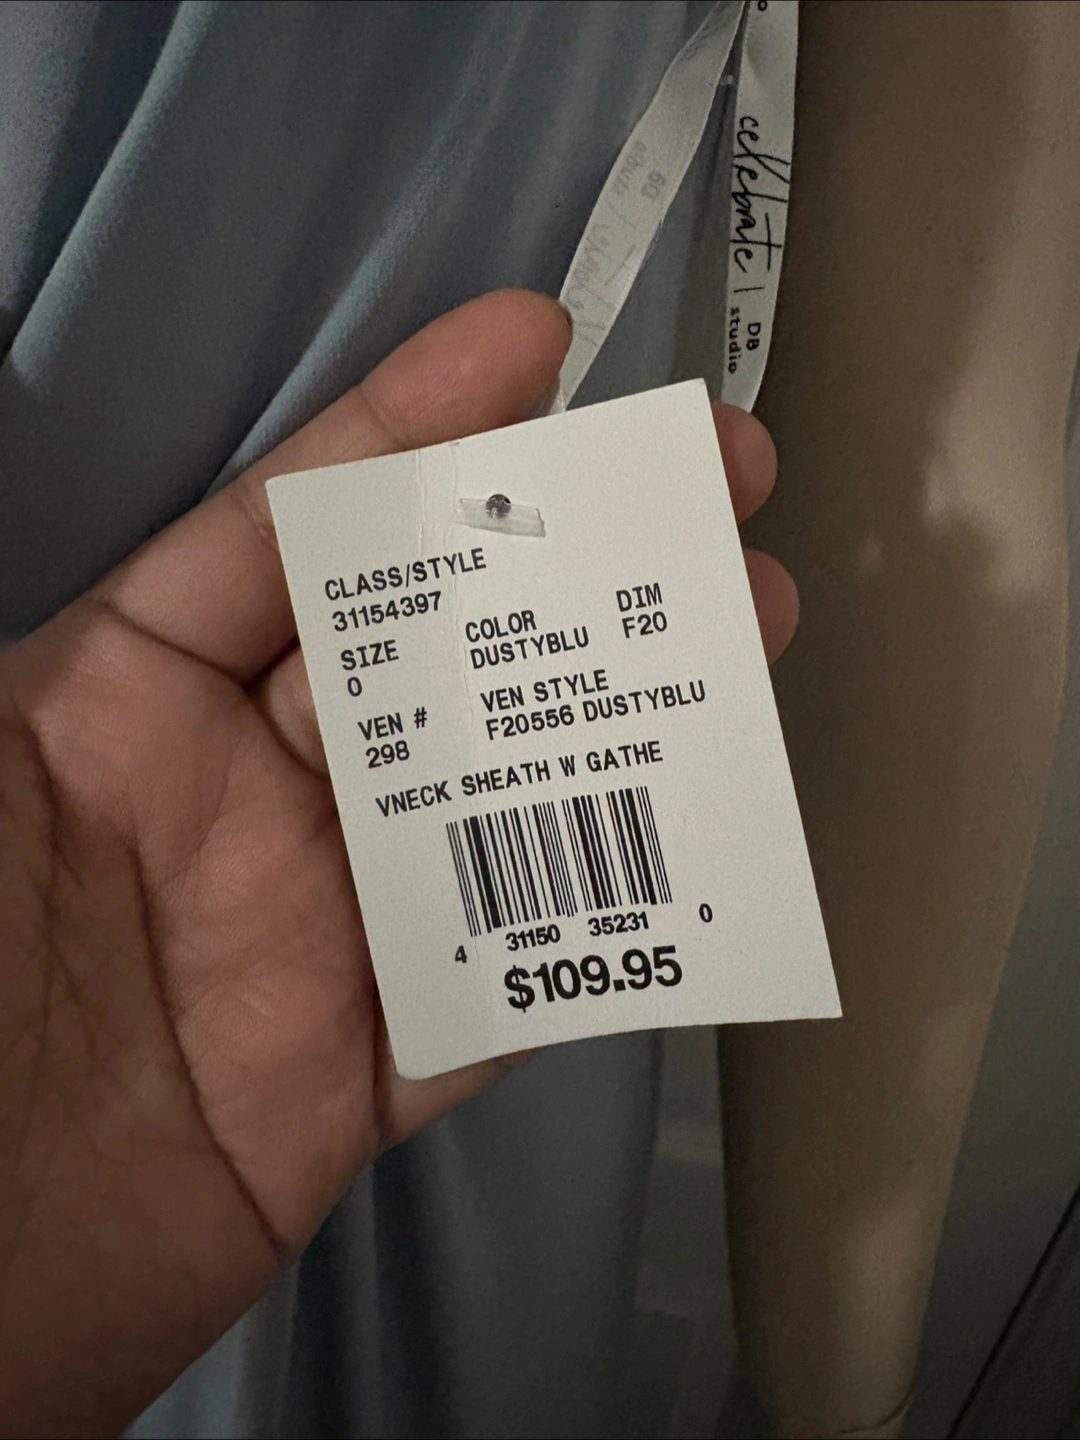 celebrate | DB studio
CLASS/STYLE
31154397
SIZE COLOR DIM
0 DUSTYBLU F20
VEN # VEN STYLE
298 F20556 DUSTYBLU
VNECK SHEATH W GATHE
4 31150 35231 0
$109.95